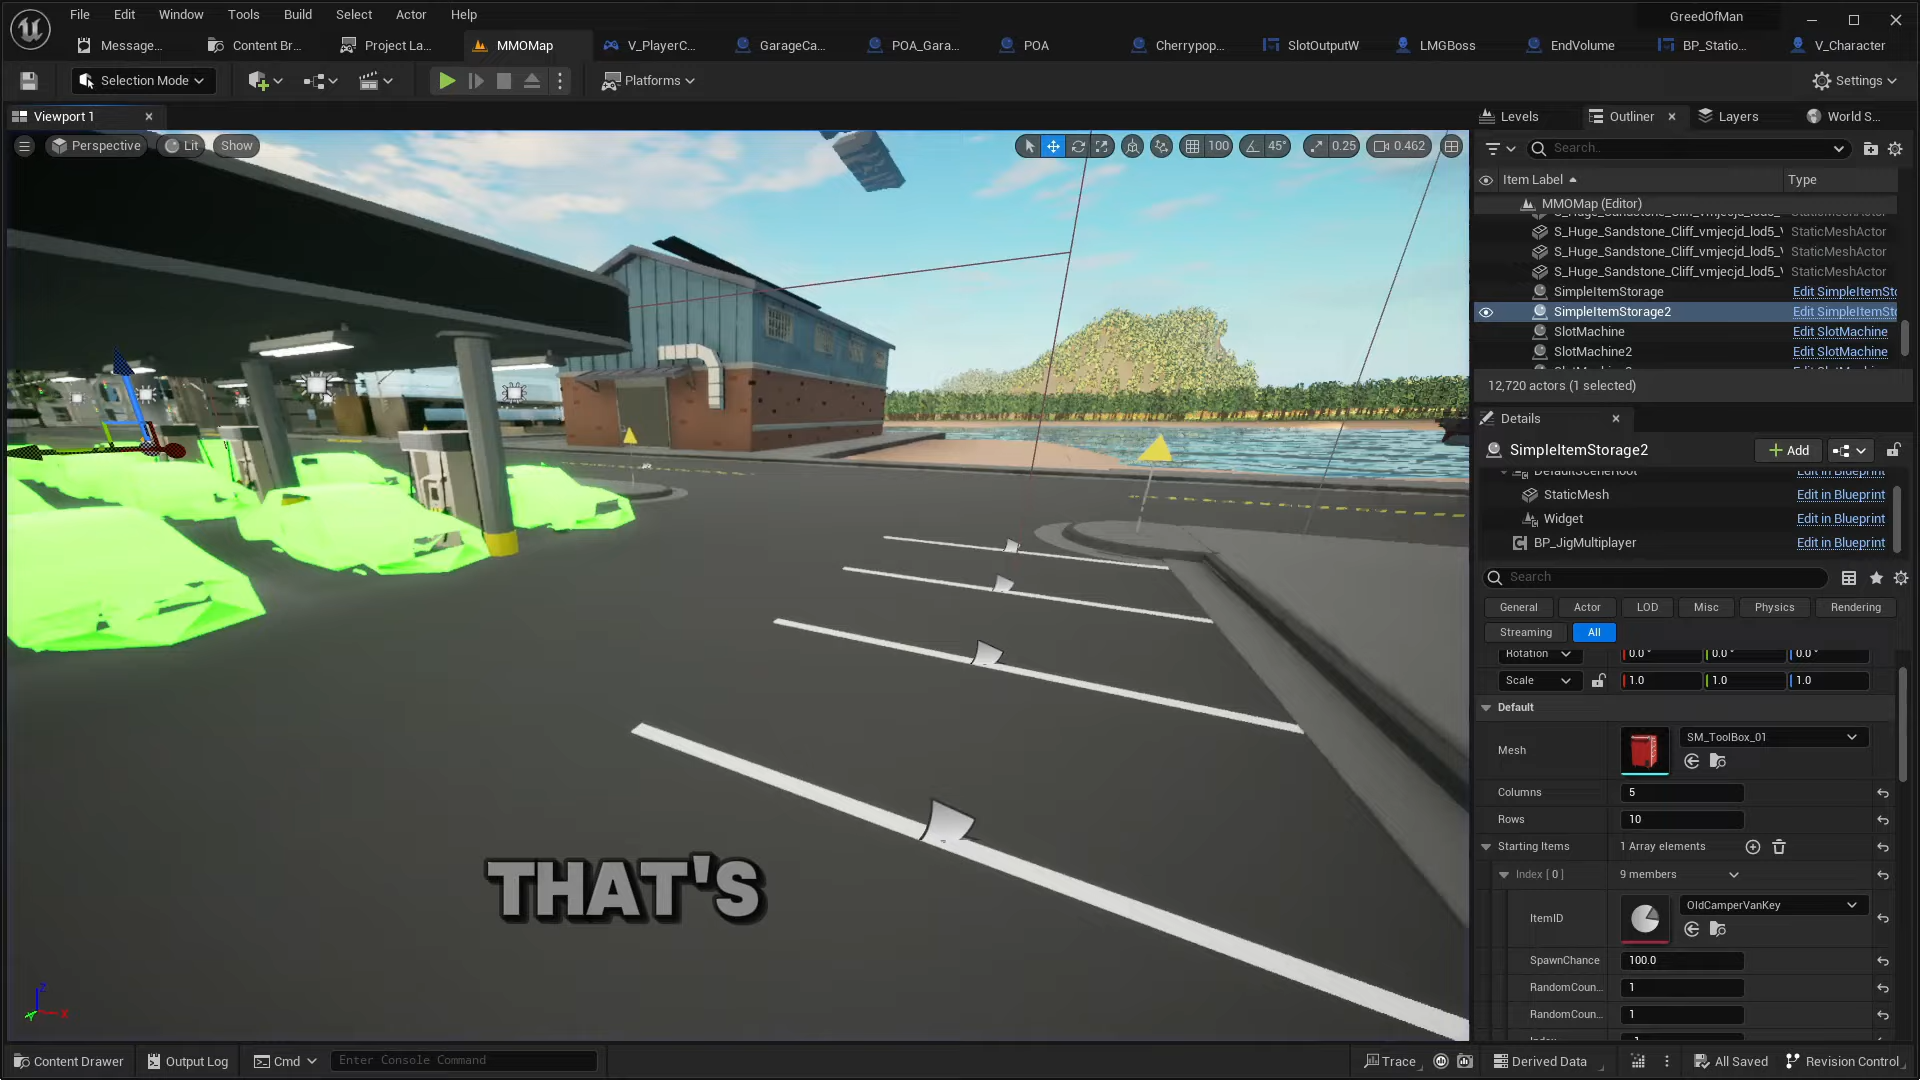 File Edit Window Tools Build Select Actor Help
GreedOfMan
Message...
Content Br...
Project La...
MMOMap
V_PlayerC...
GarageCa...
POA_Gara...
POA
Cherrypop...
SlotOutputW
LMGBoss
EndVolume
BP_Statio...
V_Character
Selection Mode
Platforms
Settings
Viewport 1
Levels
Outliner
Layers
World S...
Perspective
Lit
Show
100
45°
0.25
0.462
Search..
Item Label
Type
MMOMap (Editor)
S_Huge_Sandstone_Cliff_vmjecjd_lod5_
S_Huge_Sandstone_Cliff_vmjecjd_lod5_V StaticMeshActor
S_Huge_Sandstone_Cliff_vmjecjd_lod5_V StaticMeshActor
S_Huge_Sandstone_Cliff_vmjecjd_lod5_V StaticMeshActor
SimpleItemStorage Edit SimpleItemSto
SimpleItemStorage2 Edit SimpleItemSto
SlotMachine Edit SlotMachine
SlotMachine2 Edit SlotMachine
12,720 actors (1 selected)
Details
SimpleItemStorage2
Add
DefaultSceneRoot Edit in Blueprint
StaticMesh Edit in Blueprint
Widget Edit in Blueprint
BP_JigMultiplayer Edit in Blueprint
Search
General
Actor
LOD
Misc
Physics
Rendering
Streaming
All
Rotation 0.0° 0.0° 0.0°
Scale 1.0 1.0 1.0
Default
Mesh
SM_ToolBox_01
Columns 5
Rows 10
Starting Items 1 Array elements
Index [ 0 ] 9 members
ItemID
OldCamperVanKey
SpawnChance 100.0
RandomCoun... 1
RandomCoun... 1
THAT'S
Z
X
Content Drawer
Output Log
Cmd
Enter Console Command
Trace
Derived Data
All Saved
Revision Control